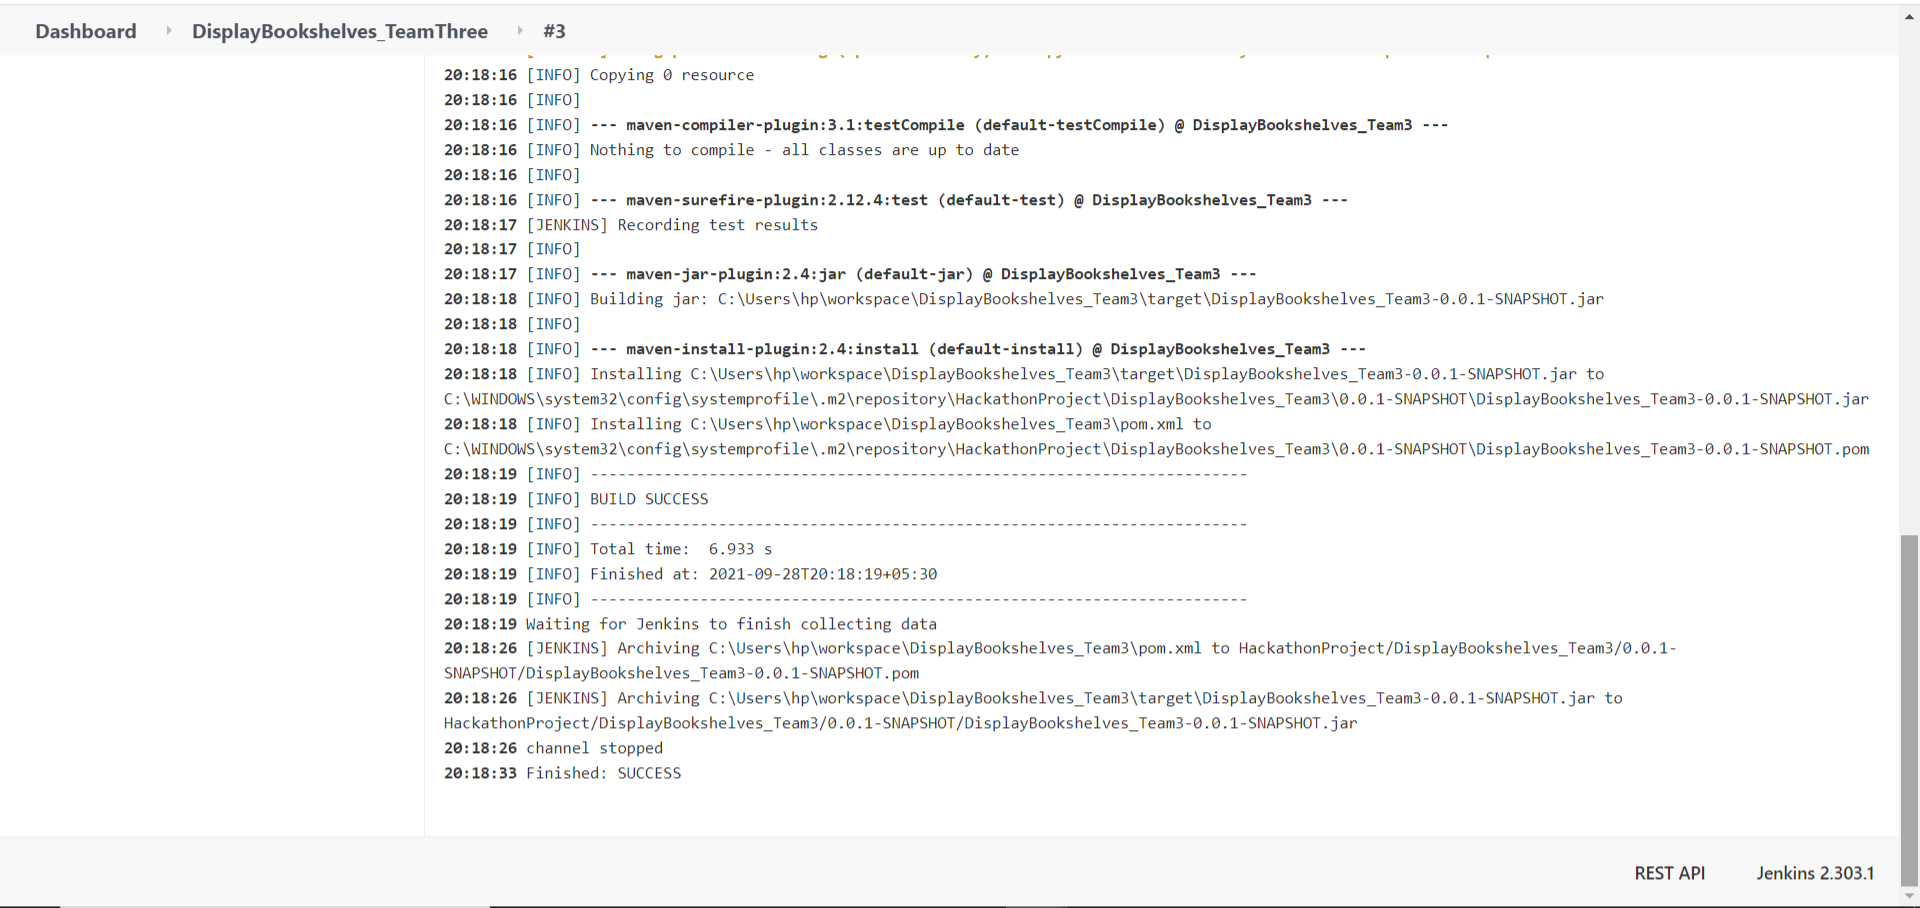 Dashboard DisplayBookshelves_TeamThree #3
20:18:16 [INFO] Copying 0 resource
20:18:16 [INFO]
20:18:16 [INFO] --- maven-compiler-plugin:3.1:testCompile (default-testCompile) @ DisplayBookshelves_Team3 ---
20:18:16 [INFO] Nothing to compile - all classes are up to date
20:18:16 [INFO]
20:18:16 [INFO] --- maven-surefire-plugin:2.12.4:test (default-test) @ DisplayBookshelves_Team3 ---
20:18:17 [JENKINS] Recording test results
20:18:17 [INFO]
20:18:17 [INFO] --- maven-jar-plugin:2.4:jar (default-jar) @ DisplayBookshelves_Team3 ---
20:18:18 [INFO] Building jar: C:\Users\hp\workspace\DisplayBookshelves_Team3\target\DisplayBookshelves_Team3-0.0.1-SNAPSHOT.jar
20:18:18 [INFO]
20:18:18 [INFO] --- maven-install-plugin:2.4:install (default-install) @ DisplayBookshelves_Team3 ---
20:18:18 [INFO] Installing C:\Users\hp\workspace\DisplayBookshelves_Team3\target\DisplayBookshelves_Team3-0.0.1-SNAPSHOT.jar to
C:\WINDOWS\system32\config\systemprofile\.m2\repository\HackathonProject\DisplayBookshelves_Team3\0.0.1-SNAPSHOT\DisplayBookshelves_Team3-0.0.1-SNAPSHOT.jar
20:18:18 [INFO] Installing C:\Users\hp\workspace\DisplayBookshelves_Team3\pom.xml to
C:\WINDOWS\system32\config\systemprofile\.m2\repository\HackathonProject\DisplayBookshelves_Team3\0.0.1-SNAPSHOT\DisplayBookshelves_Team3-0.0.1-SNAPSHOT.pom
20:18:19 [INFO] ------------------------------------------------------------------------
20:18:19 [INFO] BUILD SUCCESS
20:18:19 [INFO] ------------------------------------------------------------------------
20:18:19 [INFO] Total time:  6.933 s
20:18:19 [INFO] Finished at: 2021-09-28T20:18:19+05:30
20:18:19 [INFO] ------------------------------------------------------------------------
20:18:19 Waiting for Jenkins to finish collecting data
20:18:26 [JENKINS] Archiving C:\Users\hp\workspace\DisplayBookshelves_Team3\pom.xml to HackathonProject/DisplayBookshelves_Team3/0.0.1-
SNAPSHOT/DisplayBookshelves_Team3-0.0.1-SNAPSHOT.pom
20:18:26 [JENKINS] Archiving C:\Users\hp\workspace\DisplayBookshelves_Team3\target\DisplayBookshelves_Team3-0.0.1-SNAPSHOT.jar to
HackathonProject/DisplayBookshelves_Team3/0.0.1-SNAPSHOT/DisplayBookshelves_Team3-0.0.1-SNAPSHOT.jar
20:18:26 channel stopped
20:18:33 Finished: SUCCESS
REST API Jenkins 2.303.1